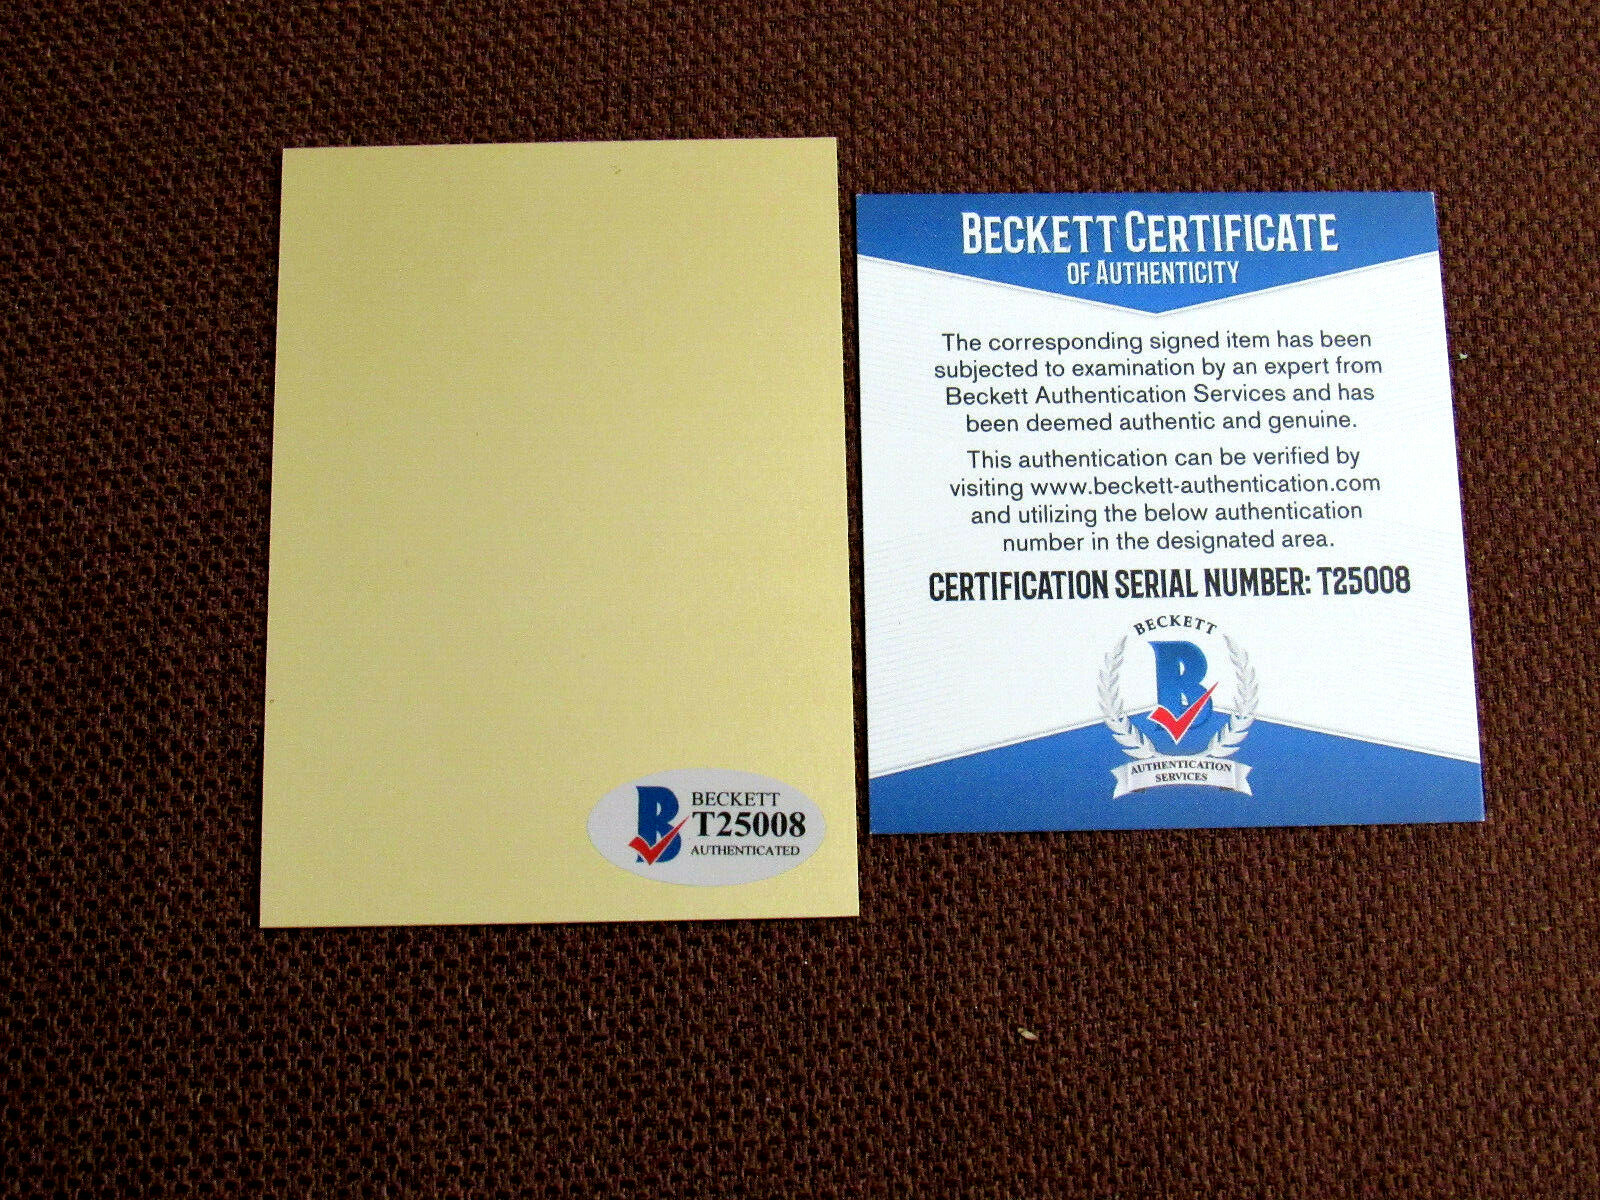 BECKETT
T25008
AUTHENTICATED
BECKETT CERTIFICATE
OF AUTHENTICITY
The corresponding signed item has been
subjected to examination by an expert from
Beckett Authentication Services and has
been deemed authentic and genuine.
This authentication can be verified by
visiting www.beckett-authentication.com
and utilizing the below authentication
number in the designated area.
CERTIFICATION SERIAL NUMBER: T25008
BECKETT
B
AUTHENTICATION
SERVICES